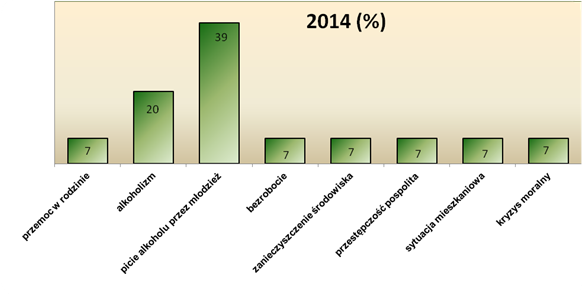 2014 (%)
39
20
7
7
7
7
7
7
przemoc w rodzinie
alkoholizm
picie alkoholu przez młodzież
bezrobocie
zanieczyszczenie środowiska
przestępczość pospolita
sytuacja mieszkaniowa
kryzys moralny